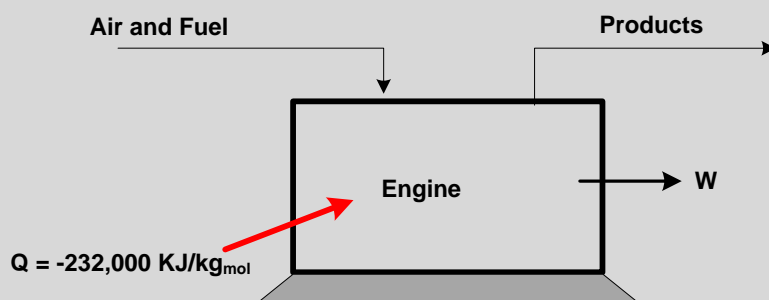 Air and Fuel
Products
Engine
W
Q = -232,000 KJ/kgmol